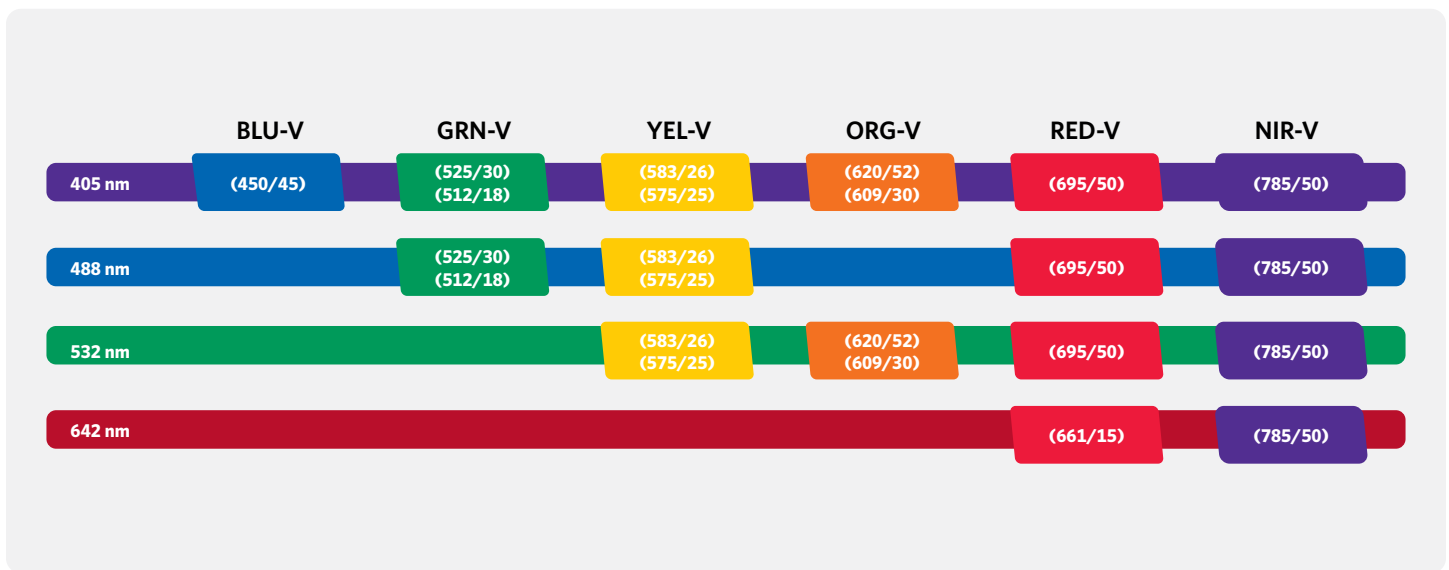 BLU-V GRN-V YEL-V ORG-V RED-V NIR-V
405 nm (450/45) (525/30) (583/26) (620/52) (695/50) (785/50)
(512/18) (575/25) (609/30)
488 nm (525/30) (583/26) (695/50) (785/50)
(512/18) (575/25)
532 nm (583/26) (620/52) (695/50) (785/50)
(575/25) (609/30)
642 nm (661/15) (785/50)